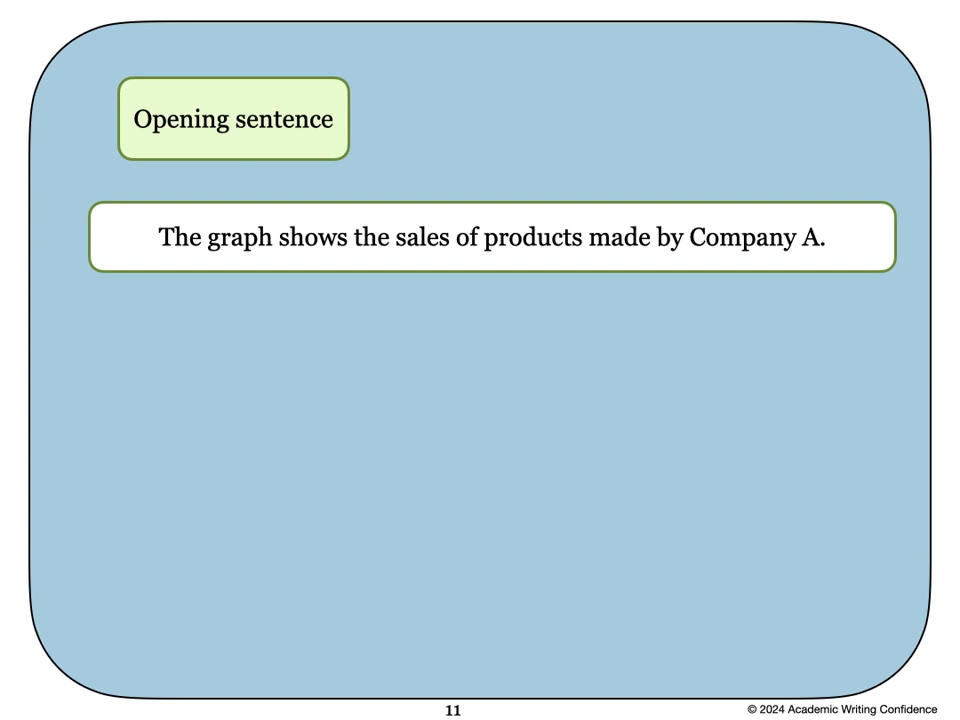 Opening sentence
The graph shows the sales of products made by Company A.
11
© 2024 Academic Writing Confidence